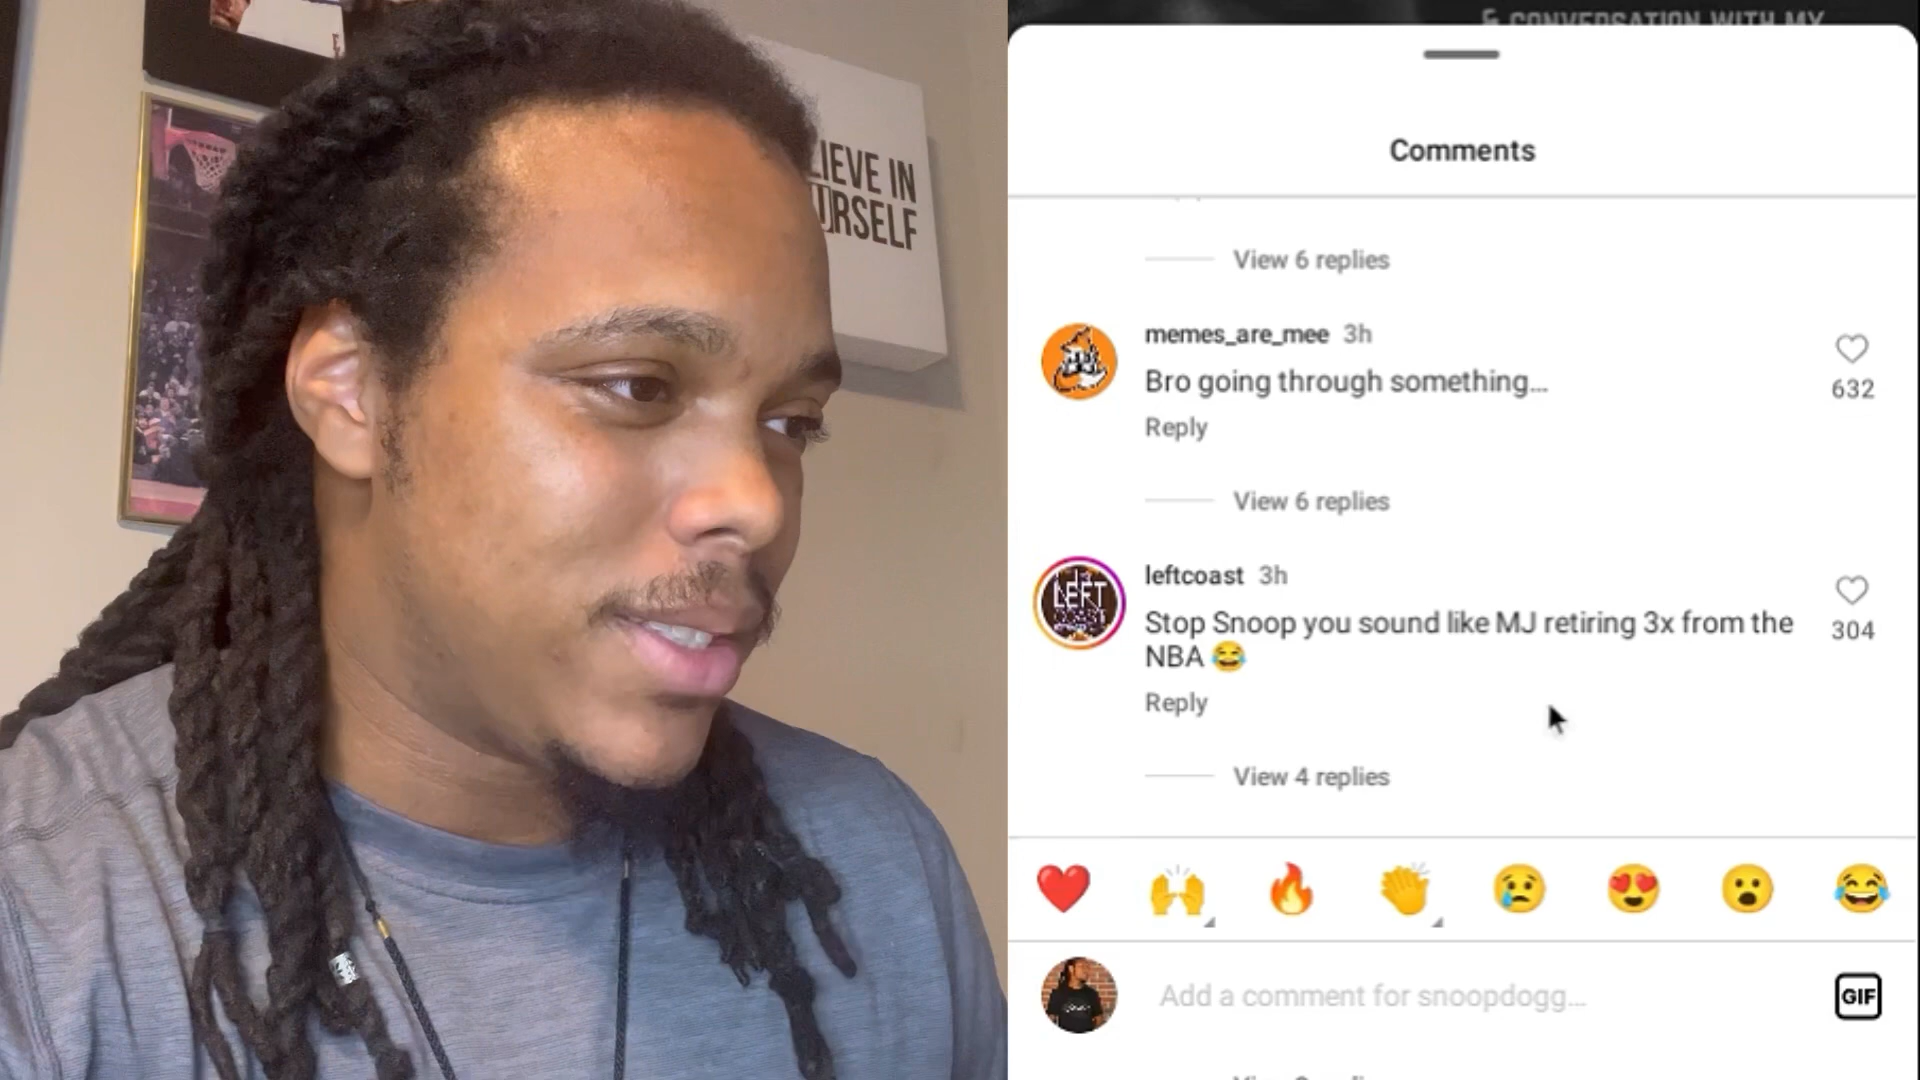 LIEVE IN
URSELF
& CONVERSATION WITH MY
Comments
View 6 replies
memes_are_mee 3h
Bro going through something...
632
Reply
View 6 replies
LEFT
leftcoast 3h
Stop Snoop you sound like MJ retiring 3x from the
NBA 😂
304
Reply
View 4 replies
Add a comment for snoopdogg...
GIF